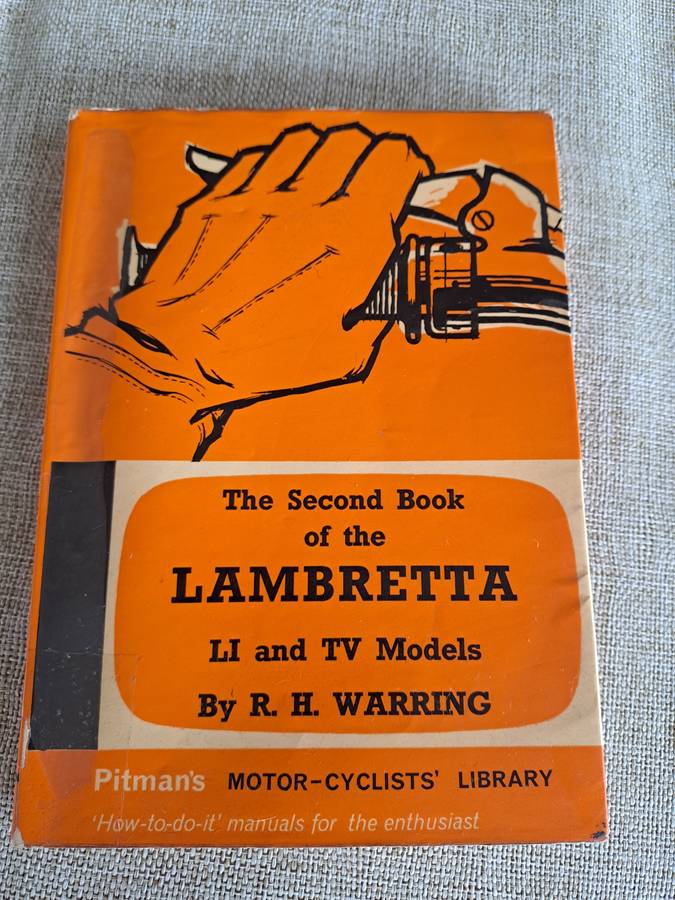 The Second Book
of the
LAMBRETTA
LI and TV Models
By R. H. WARRING
Pitman's MOTOR-CYCLISTS' LIBRARY
'How-to-do-it' manuals for the enthusiast